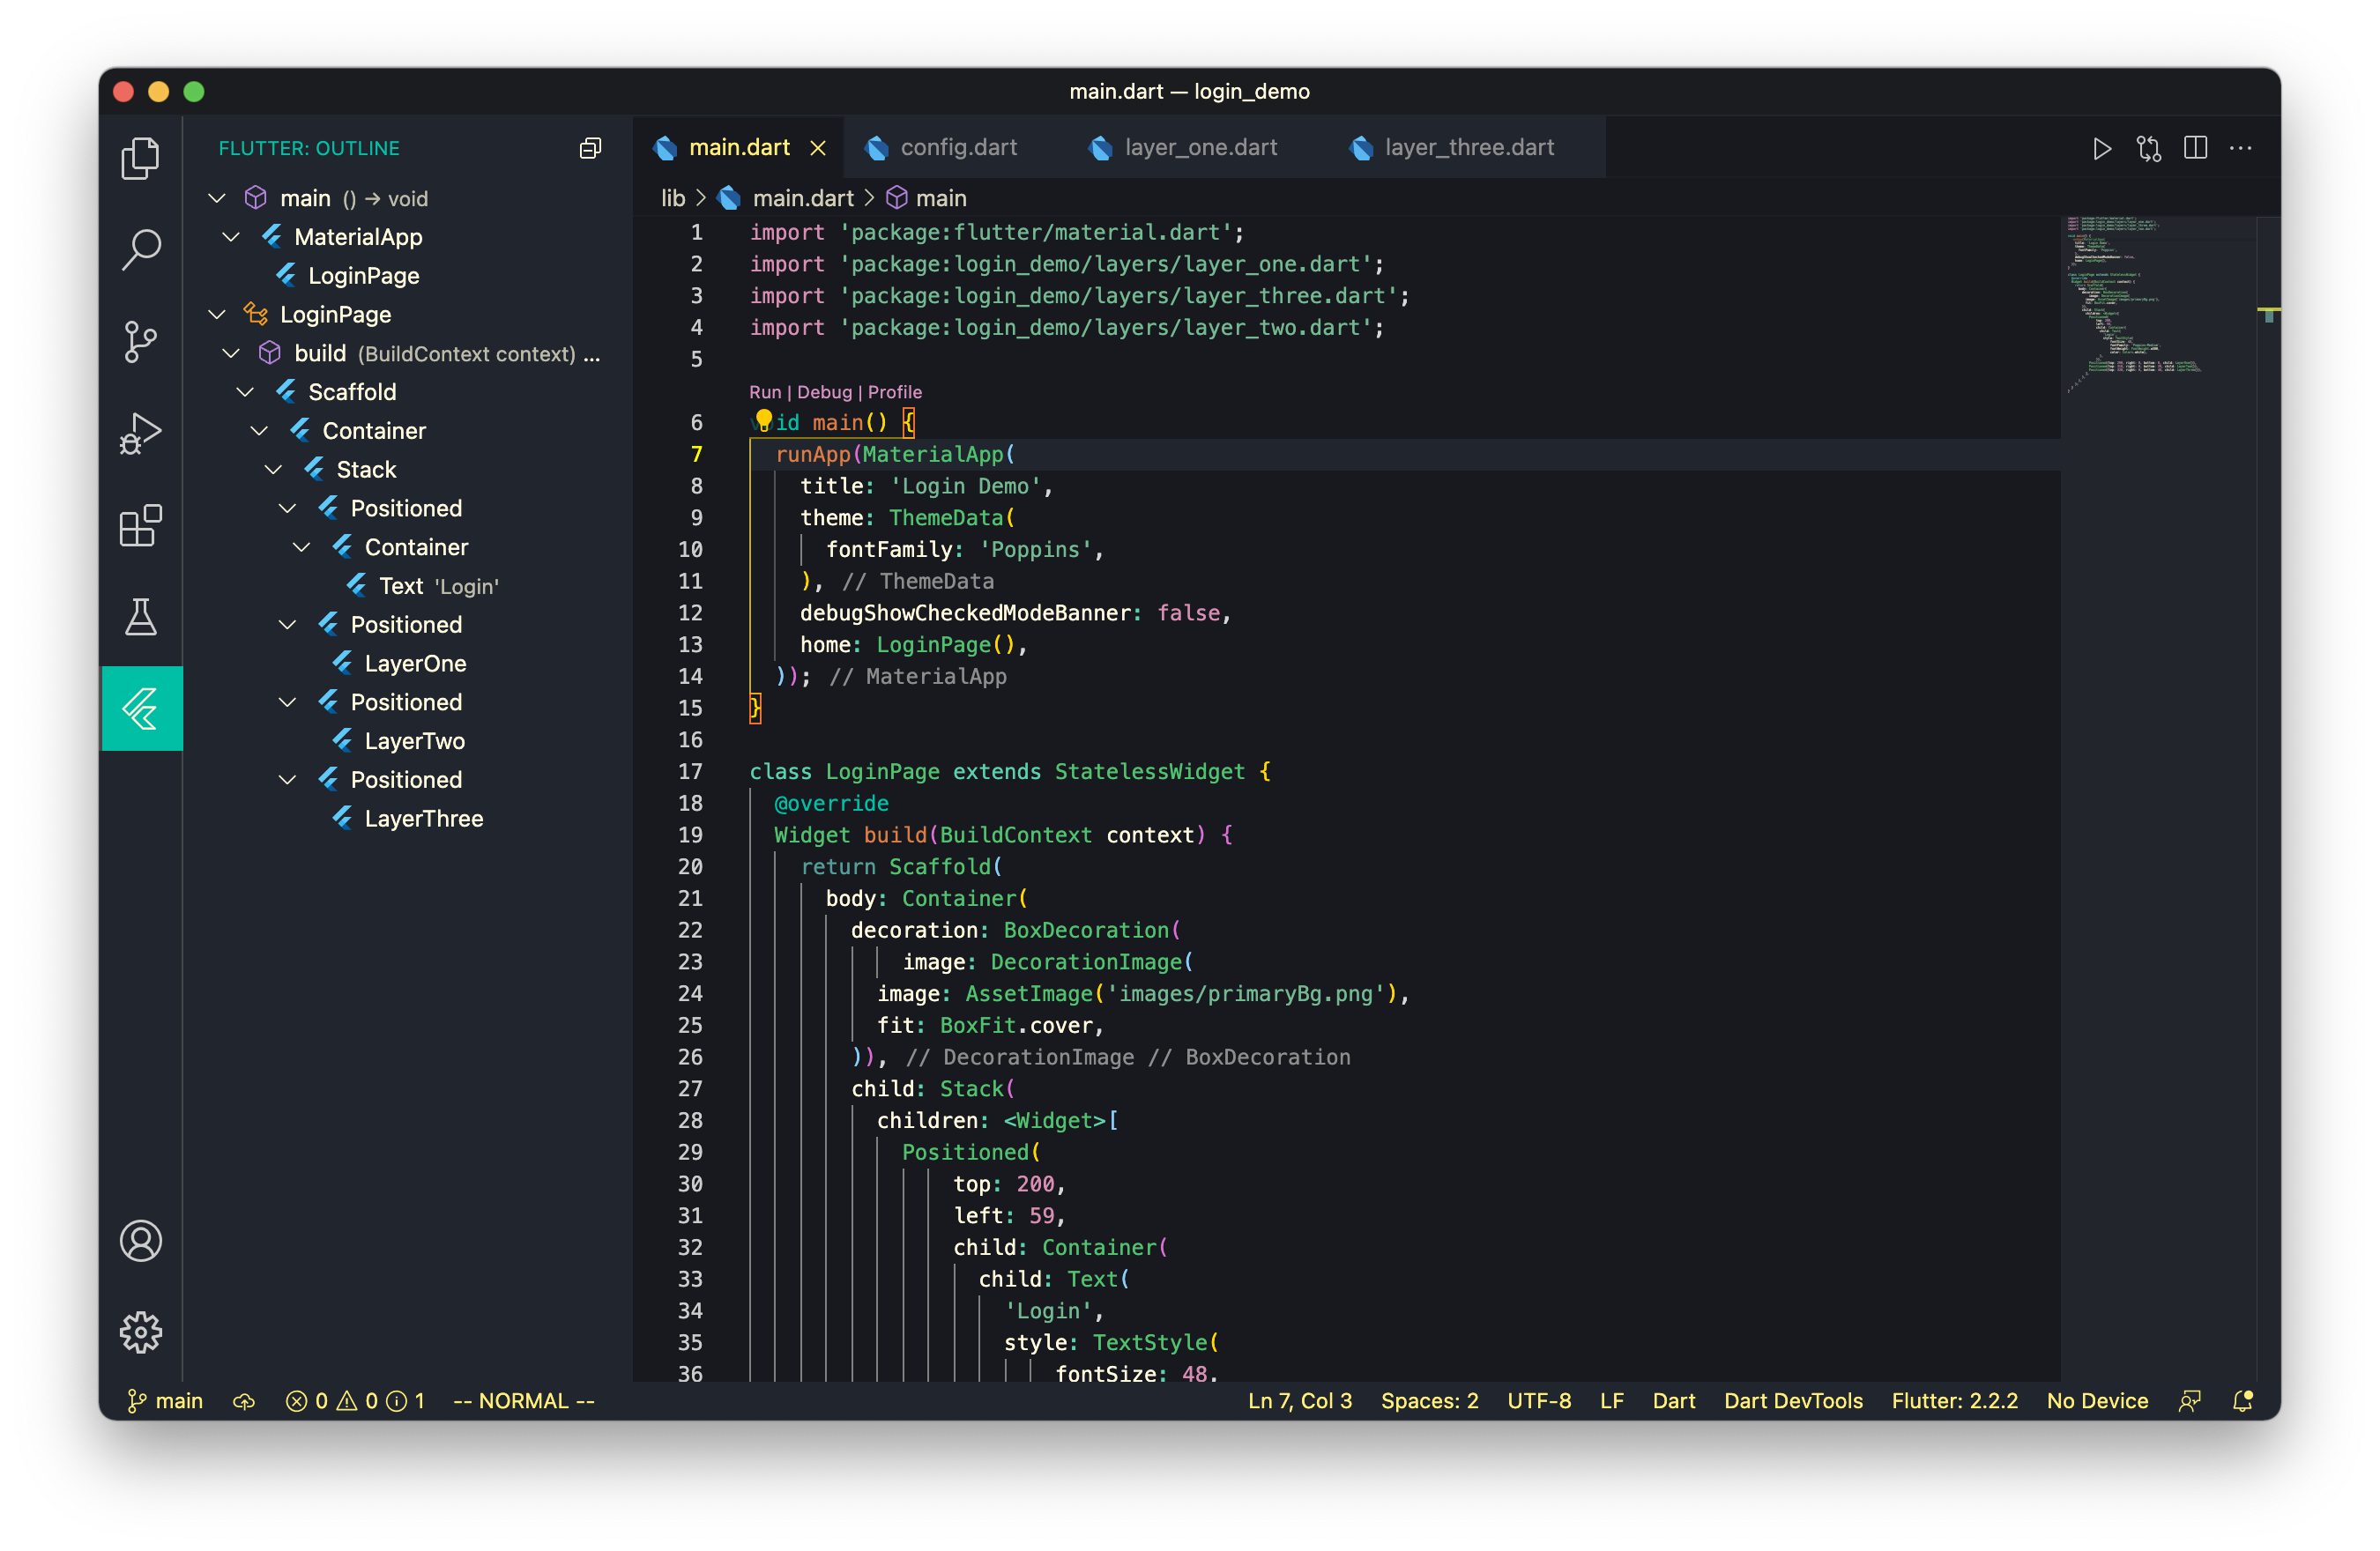 main.dart — login_demo
FLUTTER: OUTLINE
main () → void
MaterialApp
LoginPage
LoginPage
build (BuildContext context) ...
Scaffold
Container
Stack
Positioned
Container
Text 'Login'
Positioned
LayerOne
Positioned
LayerTwo
Positioned
LayerThree
main.dart config.dart layer_one.dart layer_three.dart
lib > main.dart > main
1 import 'package:flutter/material.dart';
2 import 'package:login_demo/layers/layer_one.dart';
3 import 'package:login_demo/layers/layer_three.dart';
4 import 'package:login_demo/layers/layer_two.dart';
5
Run | Debug | Profile
6 id main() {
7 runApp(MaterialApp(
8 title: 'Login Demo',
9 theme: ThemeData(
10 fontFamily: 'Poppins',
11 ), // ThemeData
12 debugShowCheckedModeBanner: false,
13 home: LoginPage(),
14 )); // MaterialApp
15 }
16
17 class LoginPage extends StatelessWidget {
18 @override
19 Widget build(BuildContext context) {
20 return Scaffold(
21 body: Container(
22 decoration: BoxDecoration(
23 image: DecorationImage(
24 image: AssetImage('images/primaryBg.png'),
25 fit: BoxFit.cover,
26 )), // DecorationImage // BoxDecoration
27 child: Stack(
28 children: <Widget>[
29 Positioned(
30 top: 200,
31 left: 59,
32 child: Container(
33 child: Text(
34 'Login',
35 style: TextStyle(
36 fontSize: 48,
main 0 0 1 -- NORMAL -- Ln 7, Col 3 Spaces: 2 UTF-8 LF Dart Dart DevTools Flutter: 2.2.2 No Device